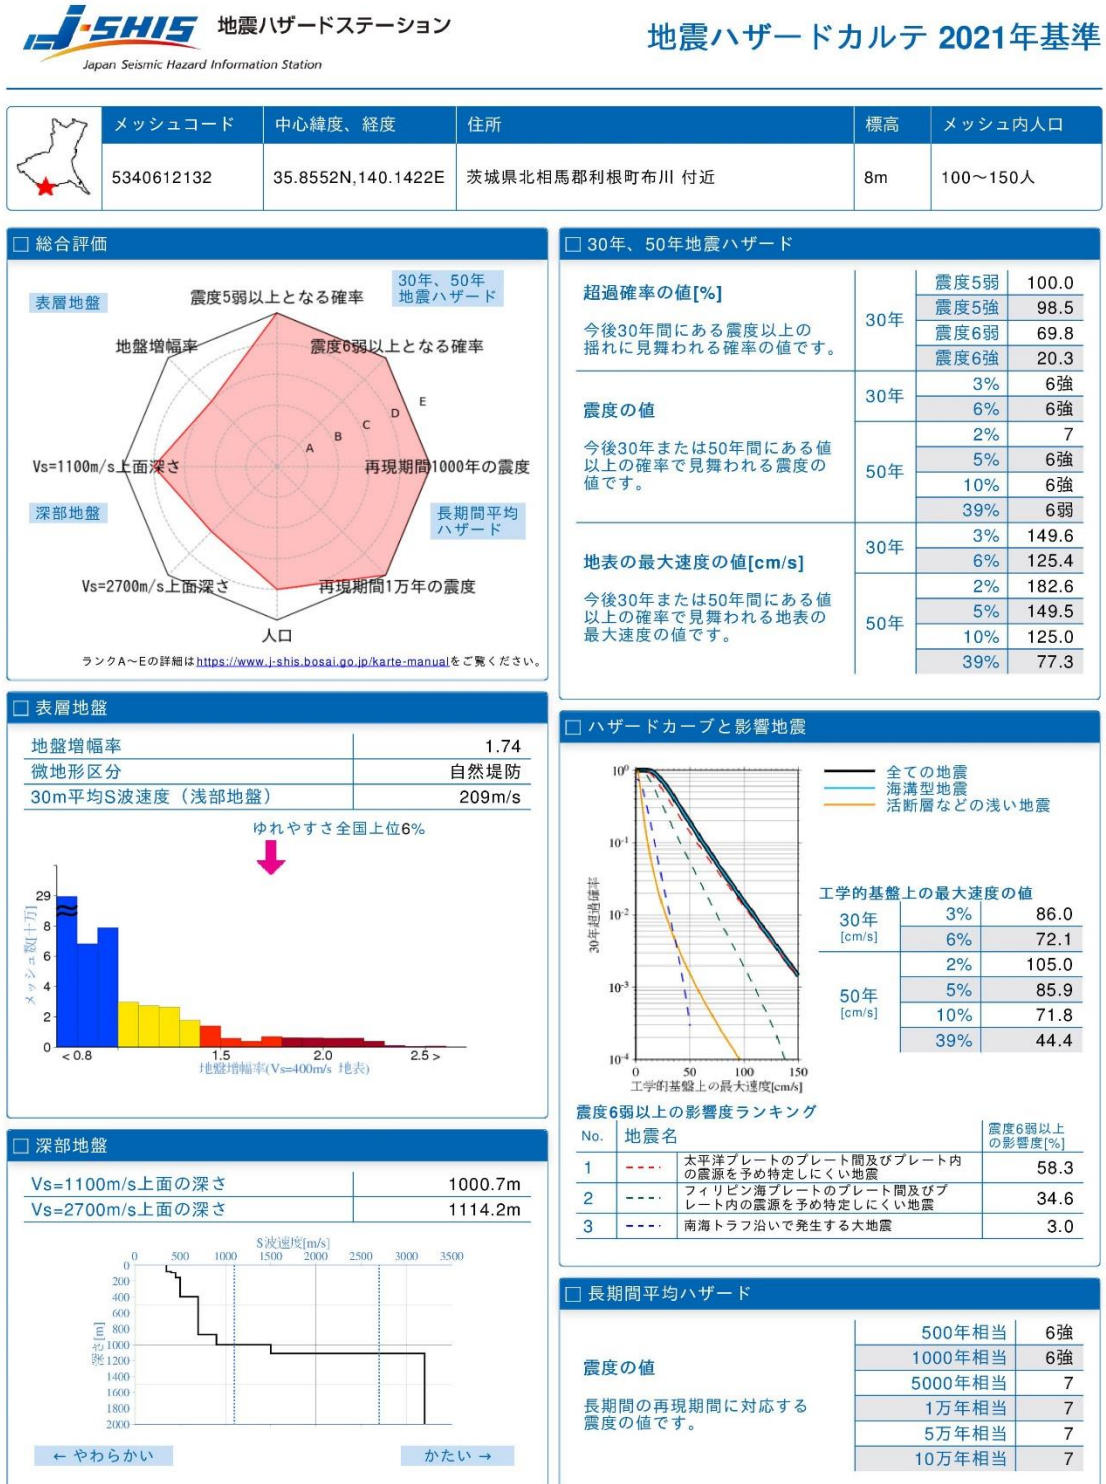 J-SHIS 地震ハザードステーション
Japan Seismic Hazard Information Station
地震ハザードカルテ 2021年基準
メッシュコード 中心緯度、経度 住所 標高 メッシュ内人口
5340612132 35.8552N,140.1422E 茨城県北相馬郡利根町布川 付近 8m 100～150人
□ 総合評価
表層地盤
30年、50年
地震ハザード
震度5弱以上となる確率
地盤増幅率
震度6弱以上となる確率
A B C D E
Vs=1100m/s上面深さ
再現期間1000年の震度
深部地盤
長期間平均
ハザード
Vs=2700m/s上面深さ
再現期間1万年の震度
人口
ランクA～Eの詳細はhttps://www.j-shis.bosai.go.jp/karte-manualをご覧ください。
□ 表層地盤
地盤増幅率 1.74
微地形区分 自然堤防
30m平均S波速度（浅部地盤） 209m/s
ゆれやすさ全国上位6%
メッシュ数[十万]
29
8
6
4
2
0
< 0.8 1.5 2.0 2.5 >
地盤増幅率(Vs=400m/s 地表)
□ 深部地盤
Vs=1100m/s上面の深さ 1000.7m
Vs=2700m/s上面の深さ 1114.2m
S波速度[m/s]
0 500 1000 1500 2000 2500 3000 3500
深さ[m]
0
200
400
600
800
1000
1200
1400
1600
1800
2000
← やわらかい かたい →
□ 30年、50年地震ハザード
超過確率の値[%]
今後30年間にある震度以上の
揺れに見舞われる確率の値です。
30年
震度5弱 100.0
震度5強 98.5
震度6弱 69.8
震度6強 20.3
震度の値
今後30年または50年間にある値
以上の確率で見舞われる震度の
値です。
30年
3% 6強
6% 6強
50年
2% 7
5% 6強
10% 6強
39% 6弱
地表の最大速度の値[cm/s]
今後30年または50年間にある値
以上の確率で見舞われる地表の
最大速度の値です。
30年
3% 149.6
6% 125.4
50年
2% 182.6
5% 149.5
10% 125.0
39% 77.3
□ ハザードカーブと影響地震
30年超過確率
10⁰
10⁻¹
10⁻²
10⁻³
10⁻⁴
0 50 100 150
工学的基盤上の最大速度[cm/s]
全ての地震
海溝型地震
活断層などの浅い地震
工学的基盤上の最大速度の値
30年
[cm/s]
3% 86.0
6% 72.1
50年
[cm/s]
2% 105.0
5% 85.9
10% 71.8
39% 44.4
震度6弱以上の影響度ランキング
No. 地震名 震度6弱以上
の影響度[%]
1 太平洋プレートのプレート間及びプレート内
の震源を予め特定しにくい地震 58.3
2 フィリピン海プレートのプレート間及びプ
レート内の震源を予め特定しにくい地震 34.6
3 南海トラフ沿いで発生する大地震 3.0
□ 長期間平均ハザード
震度の値
長期間の再現期間に対応する
震度の値です。
500年相当 6強
1000年相当 6強
5000年相当 7
1万年相当 7
5万年相当 7
10万年相当 7